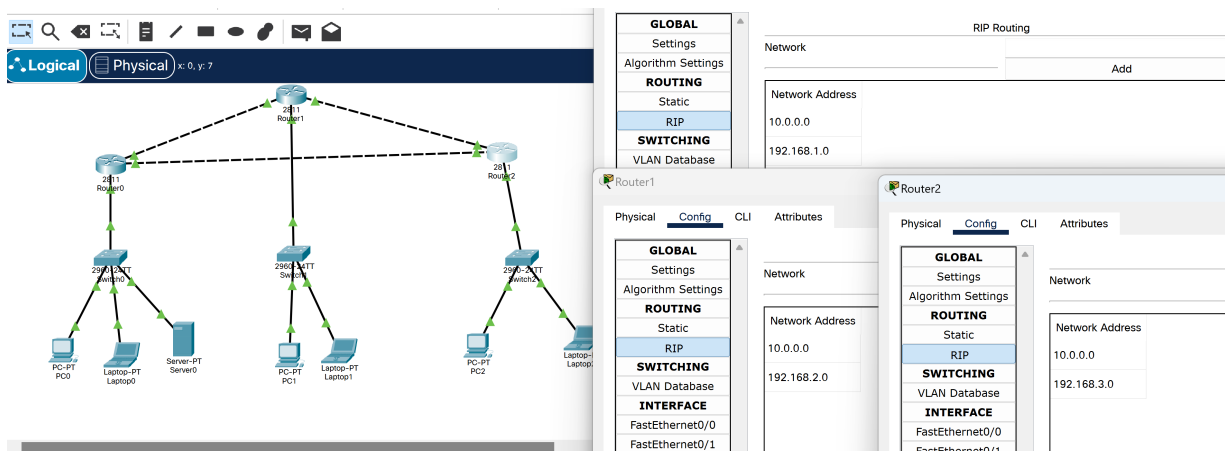 Logical
Physical
x: 0, y: 7
2811
Router1
2811
Router0
2811
Router2
2960-24TT
Switch0
2960-24TT
Switch1
2960-24TT
Switch2
PC-PT
PC0
Laptop-PT
Laptop0
Server-PT
Server0
PC-PT
PC1
Laptop-PT
Laptop1
PC-PT
PC2
GLOBAL
Settings
Algorithm Settings
ROUTING
Static
RIP
SWITCHING
VLAN Database
RIP Routing
Network
Add
Network Address
10.0.0.0
192.168.1.0
Router1
Physical
Config
CLI
Attributes
GLOBAL
Settings
Algorithm Settings
ROUTING
Static
RIP
SWITCHING
VLAN Database
INTERFACE
FastEthernet0/0
FastEthernet0/1
Network
Network Address
10.0.0.0
192.168.2.0
Router2
Physical
Config
CLI
Attributes
GLOBAL
Settings
Algorithm Settings
ROUTING
Static
RIP
SWITCHING
VLAN Database
INTERFACE
FastEthernet0/0
FastEthernet0/1
Network
Network Address
10.0.0.0
192.168.3.0